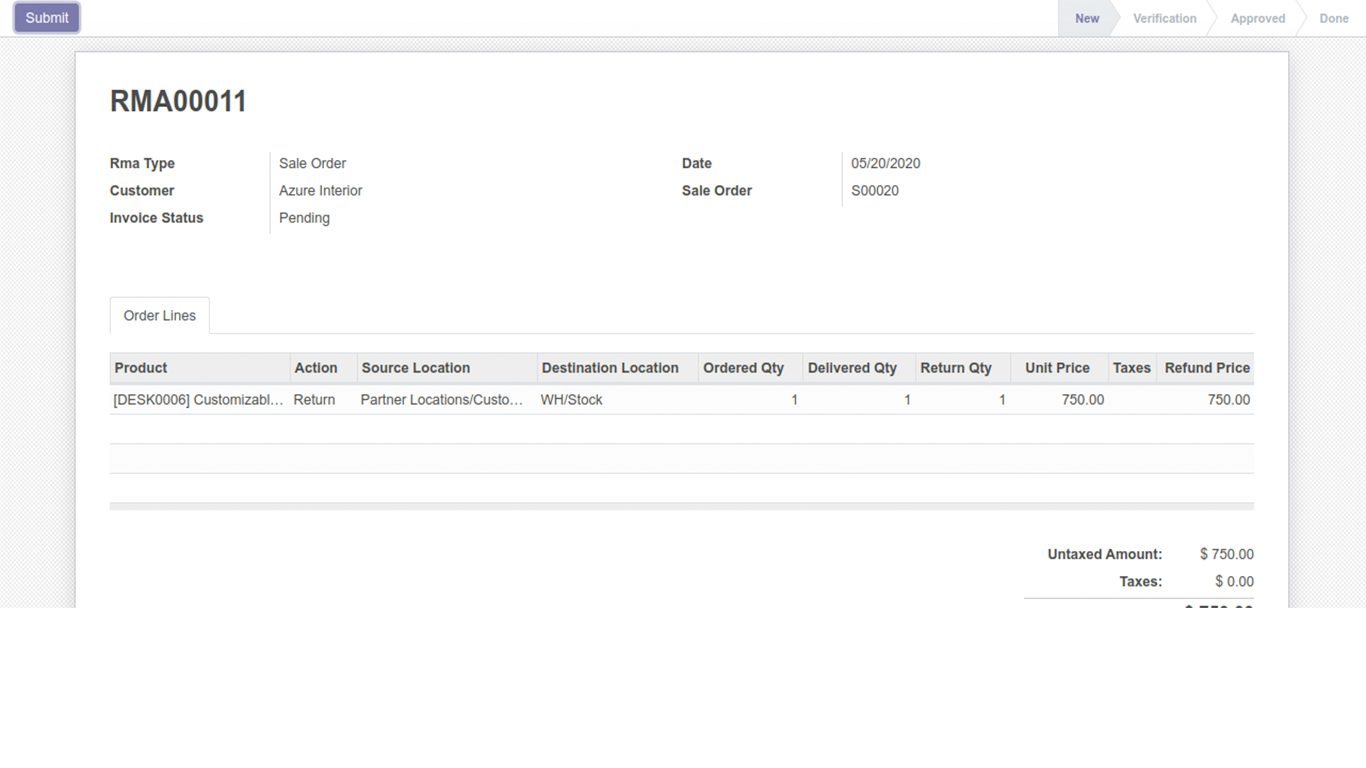 Submit New Verification Approved Done
RMA00011
Rma Type Sale Order Date 05/20/2020
Customer Azure Interior Sale Order S00020
Invoice Status Pending
Order Lines
Product Action Source Location Destination Location Ordered Qty Delivered Qty Return Qty Unit Price Taxes Refund Price
[DESK0006] Customizabl... Return Partner Locations/Custo... WH/Stock 1 1 1 750.00 750.00
Untaxed Amount: $ 750.00
Taxes: $ 0.00